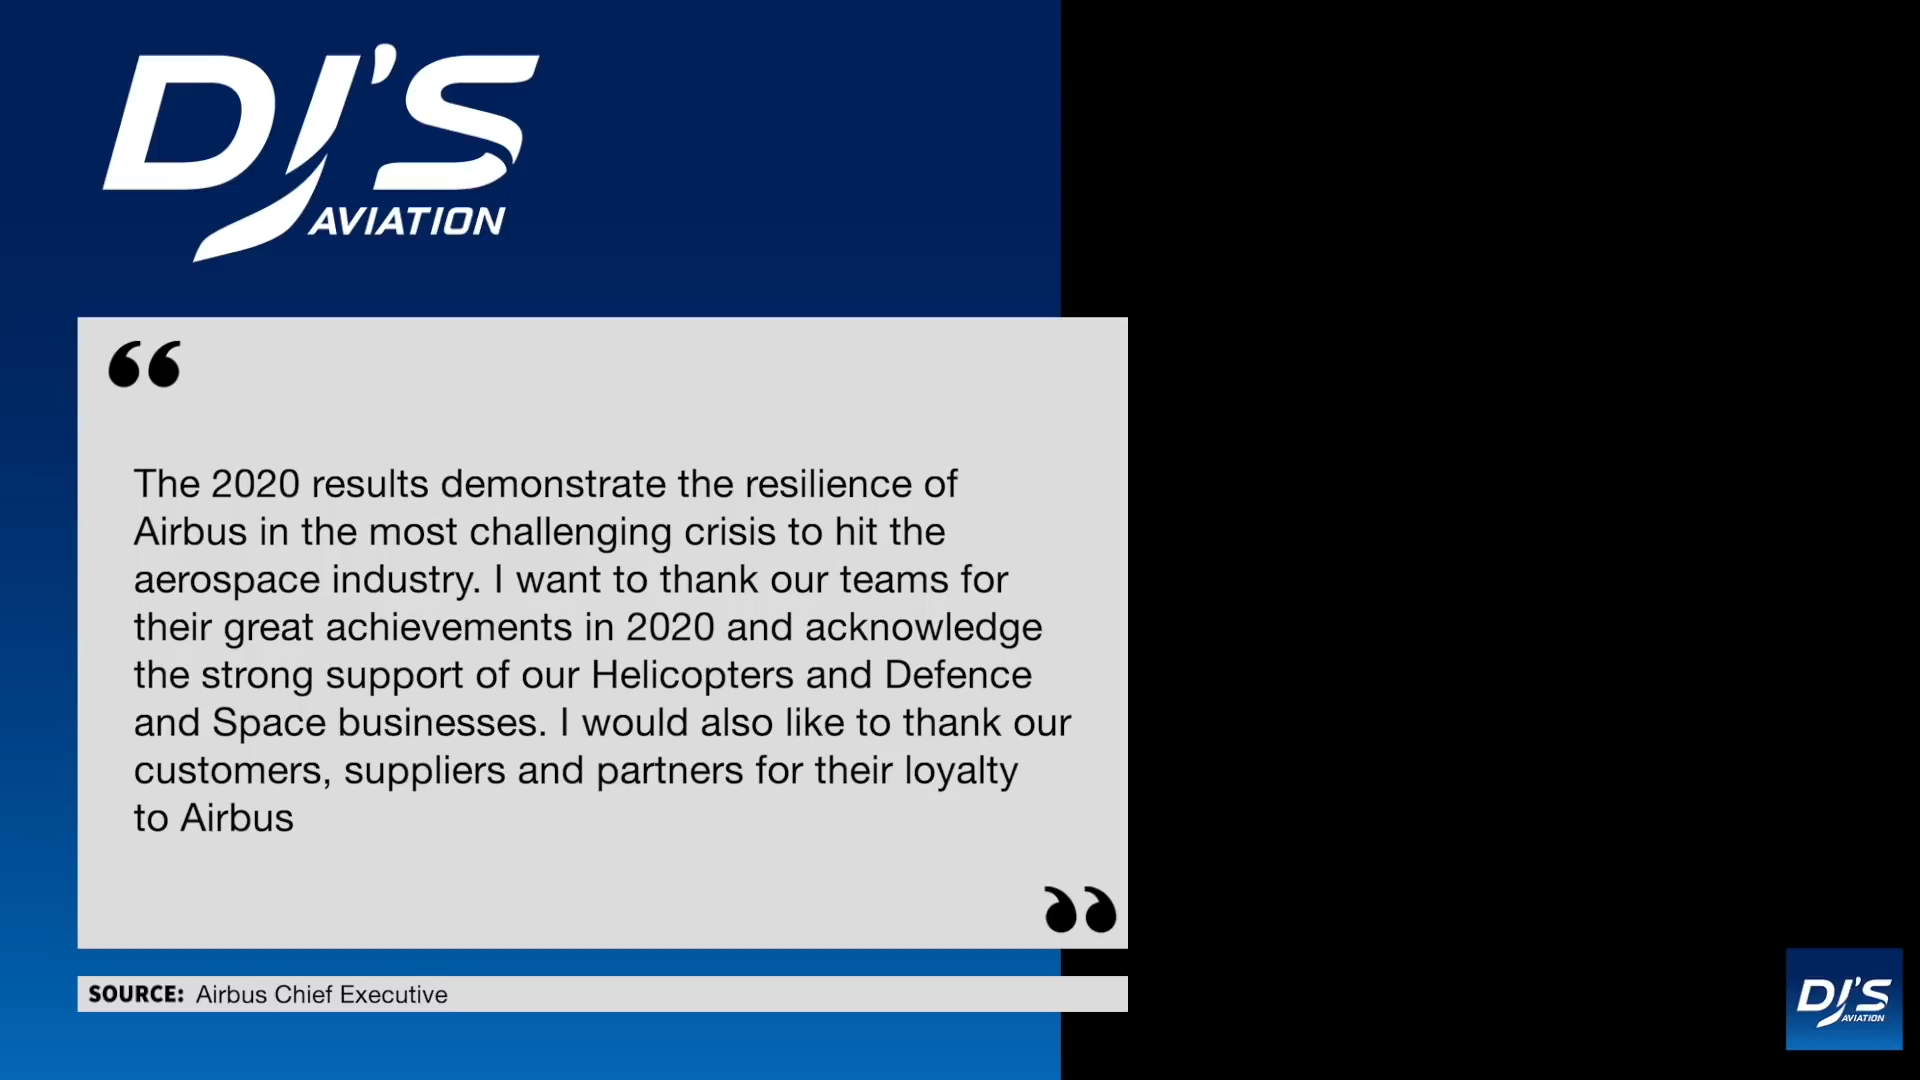 DJ'S
AVIATION
“
The 2020 results demonstrate the resilience of
Airbus in the most challenging crisis to hit the
aerospace industry. I want to thank our teams for
their great achievements in 2020 and acknowledge
the strong support of our Helicopters and Defence
and Space businesses. I would also like to thank our
customers, suppliers and partners for their loyalty
to Airbus
”
SOURCE: Airbus Chief Executive
DJ'S
AVIATION